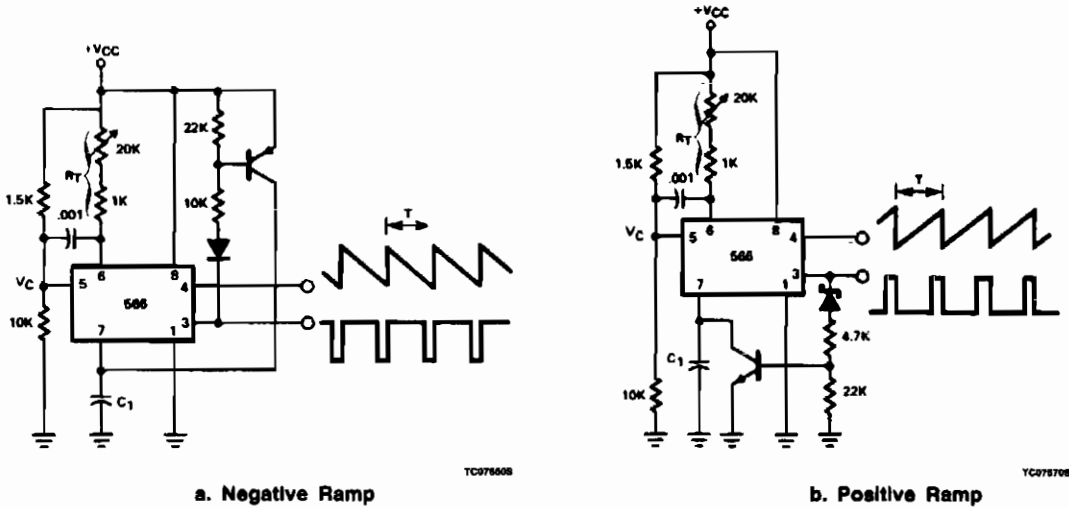 +VCC
22K
20K
RT
1.5K
1K
10K
.001
T
VC
5
6
8
566
4
3
7
1
10K
C1
TC07660S
a. Negative Ramp
+VCC
20K
RT
1.5K
1K
.001
T
VC
5
6
8
566
4
3
7
1
4.7K
C1
10K
22K
b. Positive Ramp